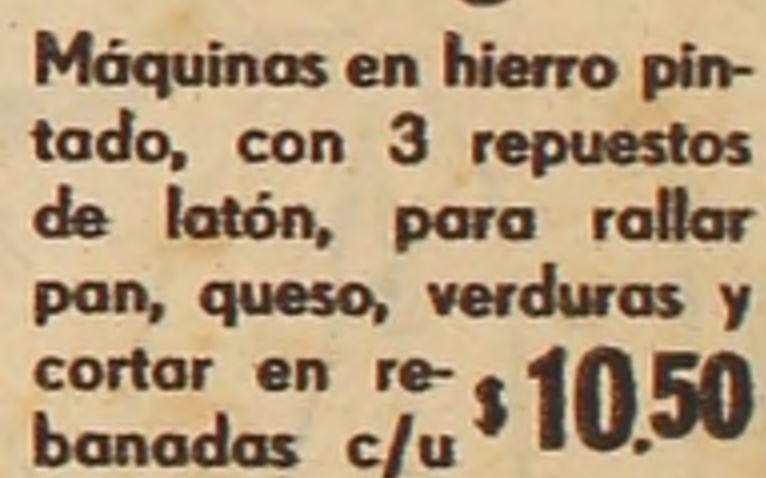 Máquinas en hierro pin-
tado, con 3 repuestos
de latón, para rallar
pan, queso, verduras y
cortar en re-
banadas c/u $ 10.50